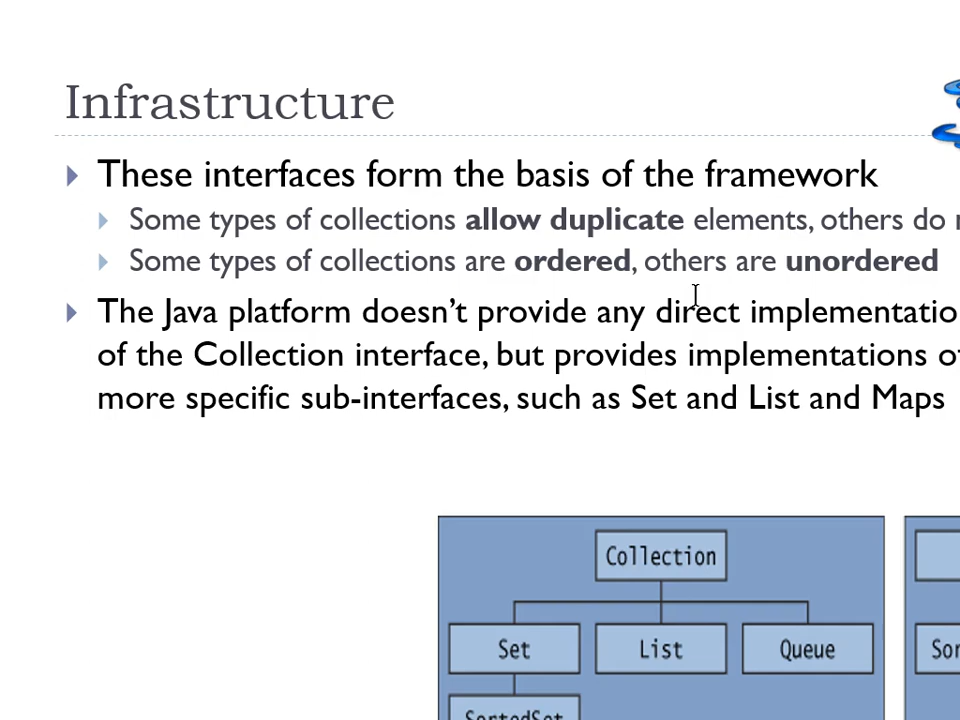 Infrastructure
These interfaces form the basis of the framework
Some types of collections allow duplicate elements, others do
Some types of collections are ordered, others are unordered
The Java platform doesn’t provide any direct
of the Collection interface, but provides implementations
more specific sub-interfaces, such as Set and List and Maps
Collection
Set List Queue
SortedSet